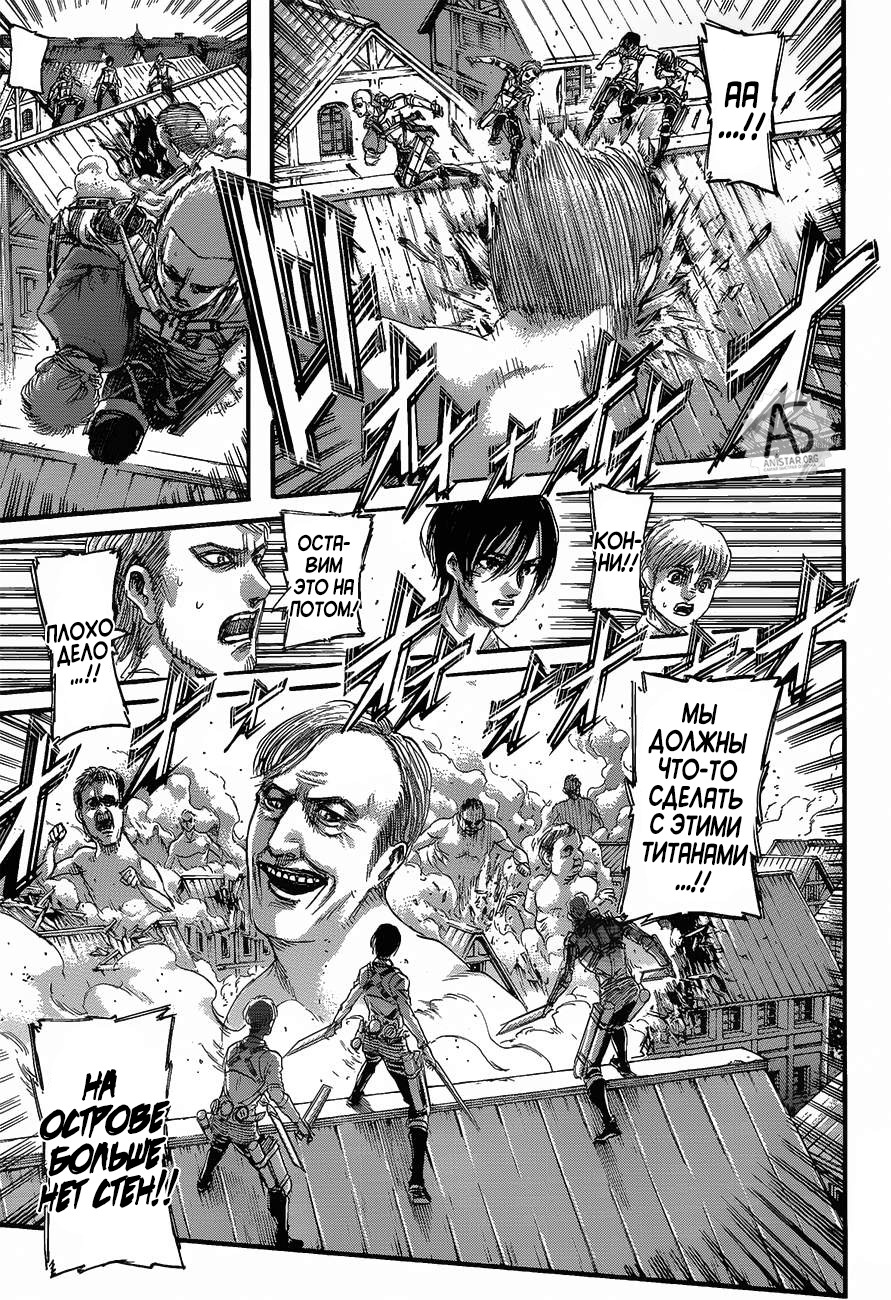 АА
...!!
КОН-
НИ!!
ОСТА-
ВИМ
ЭТО НА
ПОТОМ!
ПЛОХО
ДЕЛО
...!!
МЫ
ДОЛЖНЫ
ЧТО-ТО
СДЕЛАТЬ
С ЭТИМИ
ТИТАНАМИ
...!!
НА
ОСТРОВЕ
БОЛЬШЕ
НЕТ СТЕН!!
AS
ANISTAR.ORG